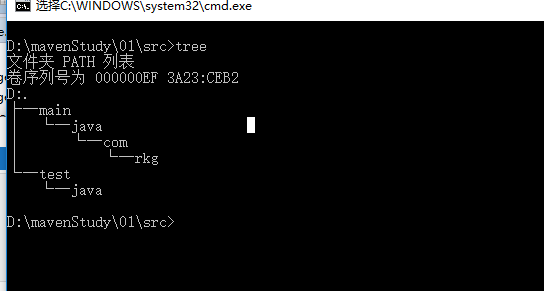 选择C:\WINDOWS\system32\cmd.exe
D:\mavenStudy\01\src>tree
文件夹 PATH 列表
卷序列号为 000000EF 3A23:CEB2
D:.
├─main
│  └─java
│      └─com
│          └─rkg
└─test
    └─java
D:\mavenStudy\01\src>